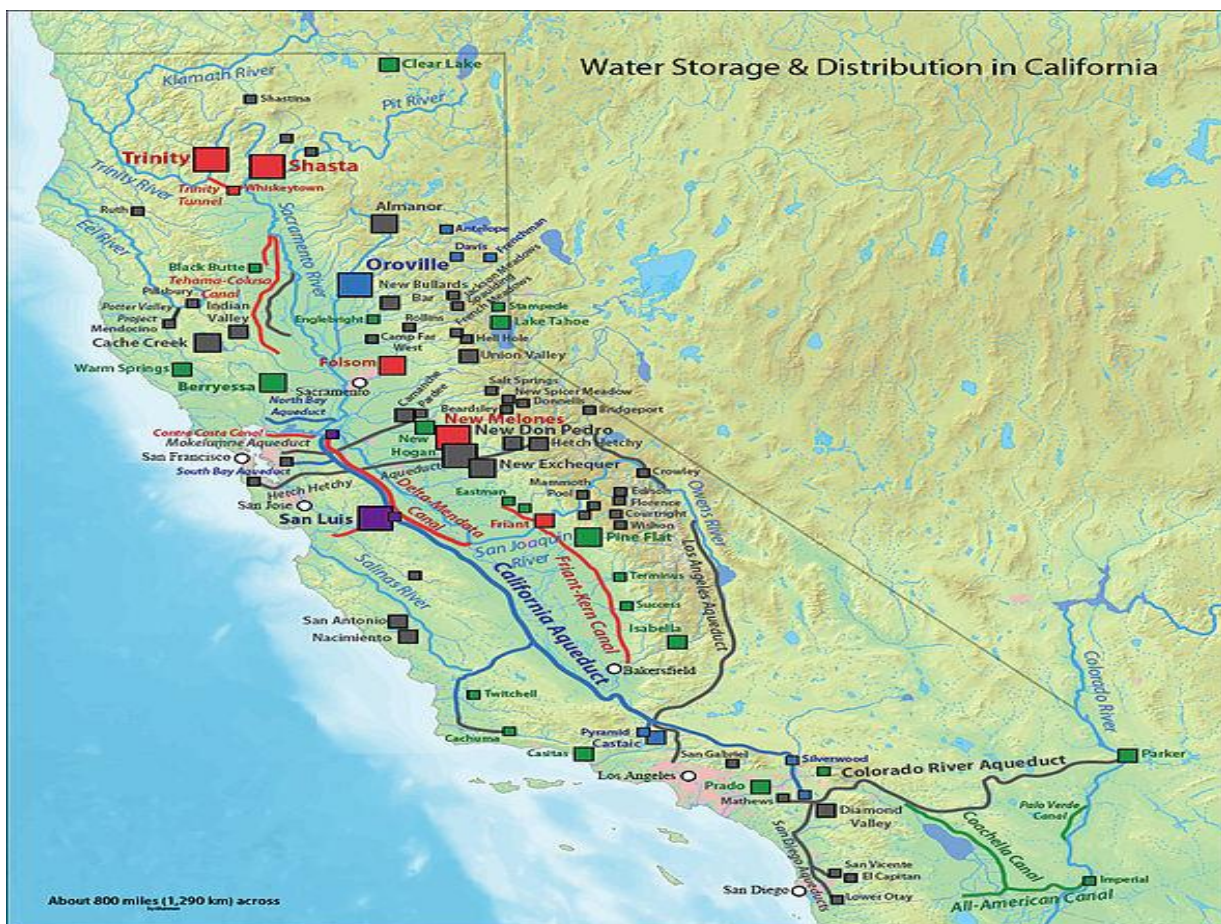 Water Storage & Distribution in California
Klamath River
Clear Lake
Shastina
Pit River
Trinity
Shasta
Trinity River
Trinity
Tunnel
Whiskeytown
Ruth
Eel River
Sacramento River
Almanor
Antelope
Davis
Frenchman
Black Butte
Tehama-Colusa
Canal
Oroville
New Bullards
Bar
Jackson Meadows
Spaulding
French Meadows
Stampede
Lake Tahoe
Pillsbury
Potter Valley
Project
Mendocino
Indian
Valley
Cache Creek
Englebright
Rollins
Camp Far
West
Hell Hole
Union Valley
Warm Springs
Berryessa
Folsom
Sacramento
North Bay
Aqueduct
Camanche
Pardee
Salt Springs
New Spicer Meadow
Donnells
Beardsley
Bridgeport
Contra Costa Canal
Mokelumne Aqueduct
San Francisco
South Bay Aqueduct
New
Hogan
New Melones
New Don Pedro
Hetch Hetchy
New Exchequer
Hetch Hetchy
Aqueduct
San Jose
San Luis
Delta-Mendota
Canal
Eastman
Mammoth
Pool
Crowley
Edison
Florence
Courtright
Wishon
Owens River
Friant
Pine Flat
San Joaquin
River
Friant-Kern Canal
Los Angeles Aqueduct
Salinas River
California Aqueduct
Terminus
Success
Isabella
San Antonio
Nacimiento
Bakersfield
Twitchell
Cachuma
Pyramid
Castaic
Casitas
San Gabriel
Los Angeles
Silverwood
Colorado River Aqueduct
Colorado River
Parker
Prado
Mathews
Diamond
Valley
Palo Verde
Canal
Coachella Canal
San Diego Aqueducts
San Vicente
El Capitan
San Diego
Lower Otay
Imperial
All-American Canal
About 800 miles (1,290 km) across